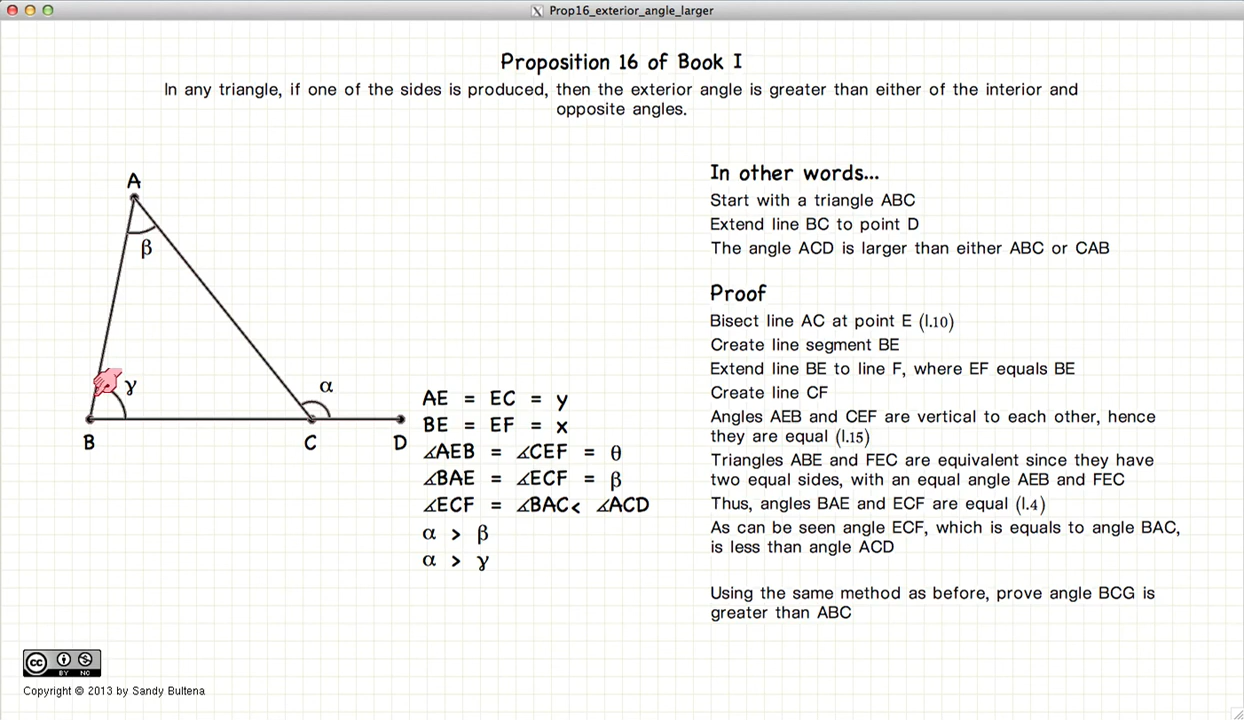 Prop16_exterior_angle_larger
Proposition 16 of Book I
In any triangle, if one of the sides is produced, then the exterior angle is greater than either of the interior and
opposite angles.
A
β
γ
α
B
C
D
AE = EC = y
BE = EF = x
∡AEB = ∡CEF = θ
∡BAE = ∡ECF = β
∡ECF = ∡BAC< ∡ACD
α > β
α > γ
In other words...
Start with a triangle ABC
Extend line BC to point D
The angle ACD is larger than either ABC or CAB
Proof
Bisect line AC at point E (I.10)
Create line segment BE
Extend line BE to line F, where EF equals BE
Create line CF
Angles AEB and CEF are vertical to each other, hence
they are equal (I.15)
Triangles ABE and FEC are equivalent since they have
two equal sides, with an equal angle AEB and FEC
Thus, angles BAE and ECF are equal (I.4)
As can be seen angle ECF, which is equals to angle BAC,
is less than angle ACD
Using the same method as before, prove angle BCG is
greater than ABC
cc
BY NC
Copyright © 2013 by Sandy Bultena